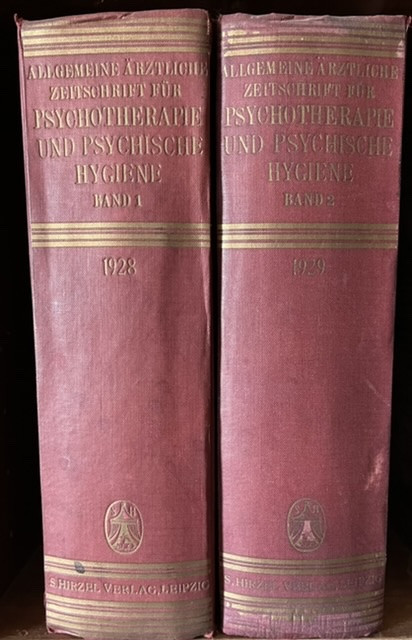 ALLGEMEINE ÄRZTLICHE
ZEITSCHRIFT FÜR
PSYCHOTHERAPIE
UND PSYCHISCHE
HYGIENE
BAND 1
1928
S. HIRZEL VERLAG, LEIPZIG
ALLGEMEINE ÄRZTLICHE
ZEITSCHRIFT FÜR
PSYCHOTHERAPIE
UND PSYCHISCHE
HYGIENE
BAND 2
1929
S. HIRZEL VERLAG, LEIPZIG